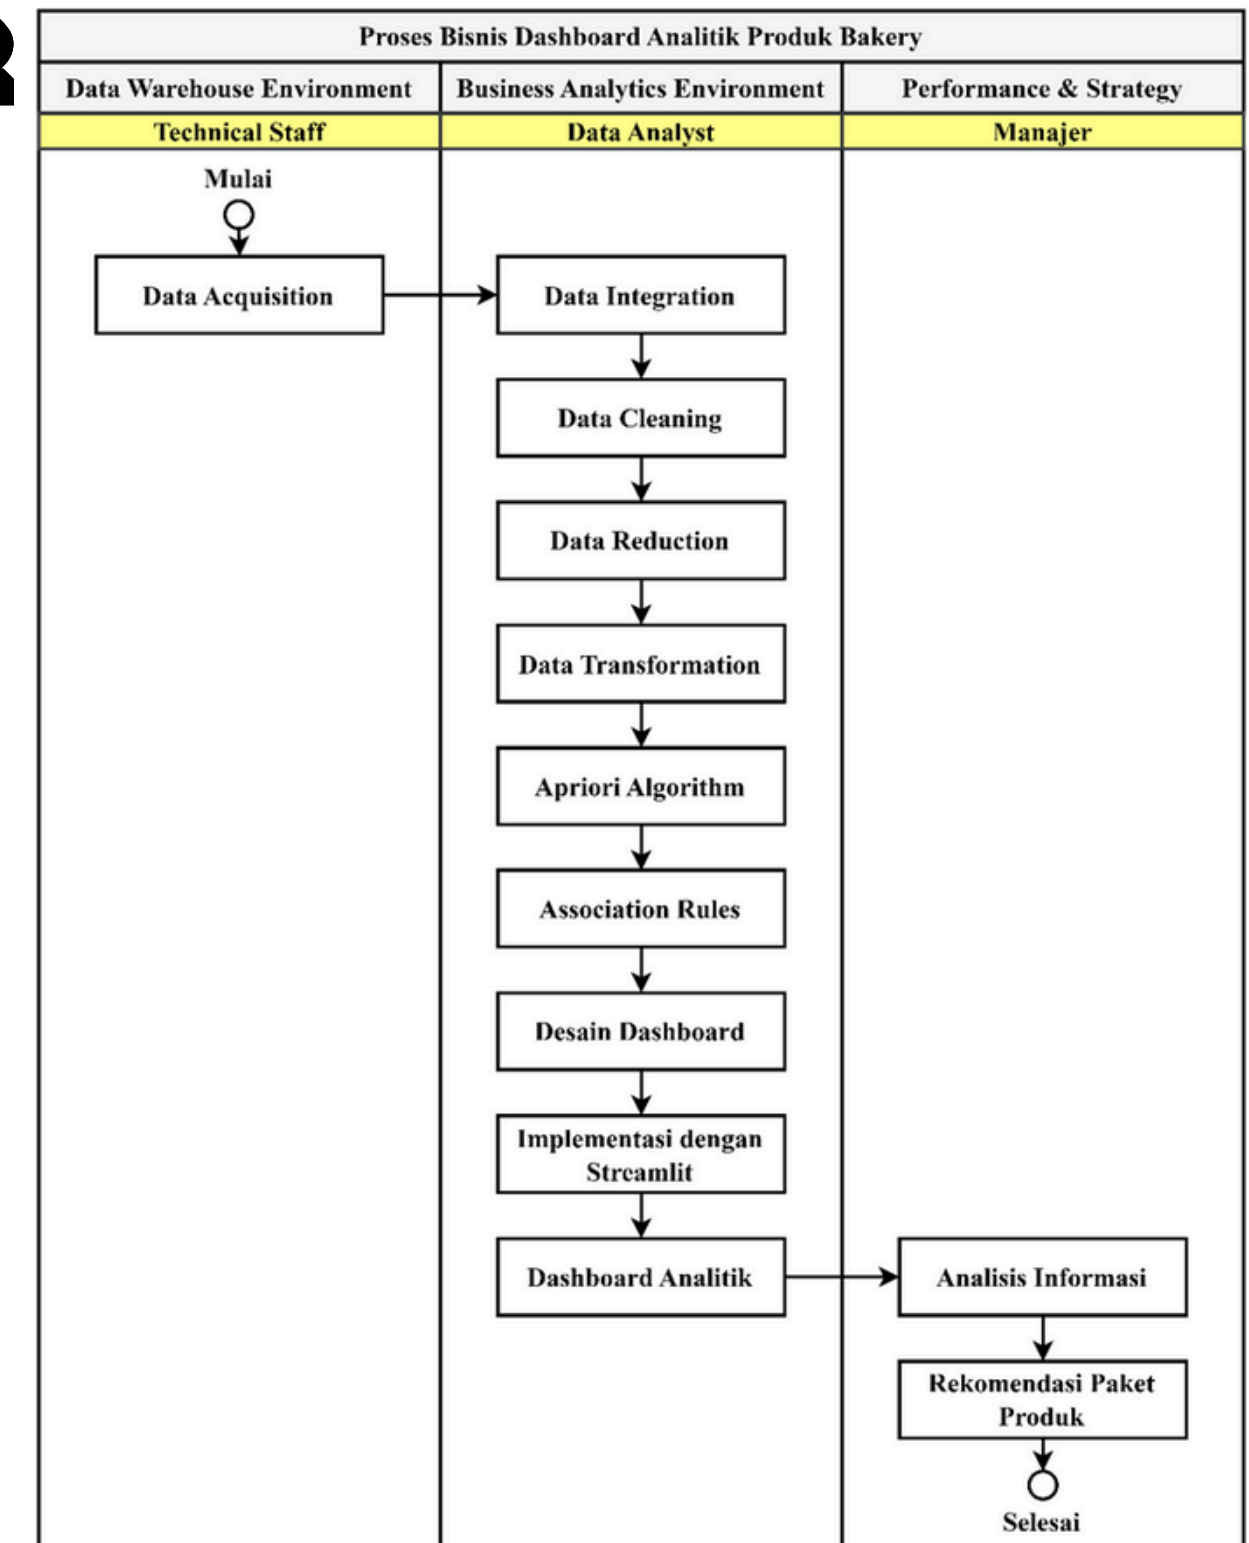 Proses Bisnis Dashboard Analitik Produk Bakery
Data Warehouse Environment
Business Analytics Environment
Performance & Strategy
Technical Staff
Data Analyst
Manajer
Mulai
Data Acquisition
Data Integration
Data Cleaning
Data Reduction
Data Transformation
Apriori Algorithm
Association Rules
Desain Dashboard
Implementasi dengan
Streamlit
Dashboard Analitik
Analisis Informasi
Rekomendasi Paket
Produk
Selesai